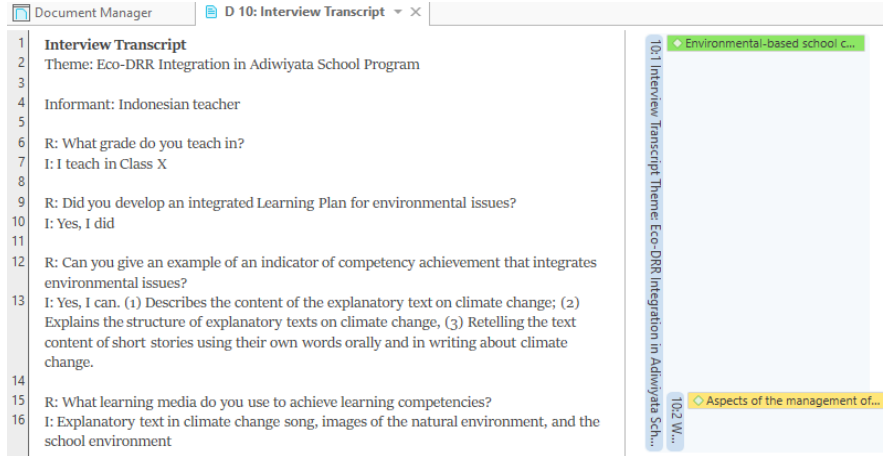 Document Manager
D 10: Interview Transcript
1 Interview Transcript
2 Theme: Eco-DRR Integration in Adiwiyata School Program
3
4 Informant: Indonesian teacher
5
6 R: What grade do you teach in?
7 I: I teach in Class X
8
9 R: Did you develop an integrated Learning Plan for environmental issues?
10 I: Yes, I did
11
12 R: Can you give an example of an indicator of competency achievement that integrates
environmental issues?
13 I: Yes, I can. (1) Describes the content of the explanatory text on climate change; (2)
Explains the structure of explanatory texts on climate change, (3) Retelling the text
content of short stories using their own words orally and in writing about climate
change.
14
15 R: What learning media do you use to achieve learning competencies?
16 I: Explanatory text in climate change song, images of the natural environment, and the
school environment
10:1 Interview Transcript Theme: Eco-DRR Integration in Adiwiyata Sch...
Environmental-based school c...
10:2 W...
Aspects of the management of...